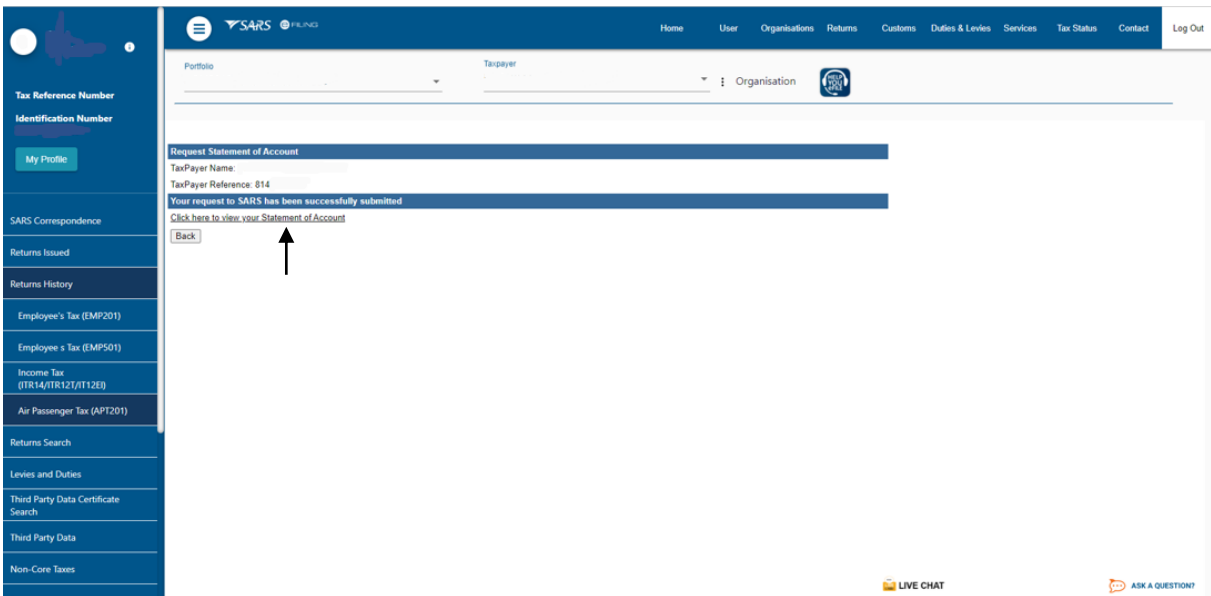 SARS eFILING
Home User Organisations Returns Customs Duties & Levies Services Tax Status Contact Log Out
Portfolio
Taxpayer
Organisation
HELP YOU eFILE
Tax Reference Number
Identification Number
My Profile
SARS Correspondence
Returns Issued
Returns History
Employee's Tax (EMP201)
Employee s Tax (EMP501)
Income Tax
(ITR14/ITR12T/IT12EI)
Air Passenger Tax (APT201)
Returns Search
Levies and Duties
Third Party Data Certificate
Search
Third Party Data
Non-Core Taxes
Request Statement of Account
TaxPayer Name:
TaxPayer Reference: 814
Your request to SARS has been successfully submitted
Click here to view your Statement of Account
Back
LIVE CHAT
ASK A QUESTION?